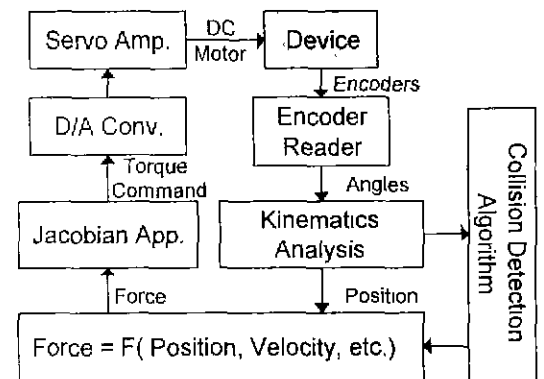 Servo Amp.
DC
Motor
Device
Encoders
D/A Conv.
Encoder
Reader
Torque
Command
Angles
Jacobian App.
Kinematics
Analysis
Collision Detection
Algorithm
Force
Position
Force = F( Position, Velocity, etc.)